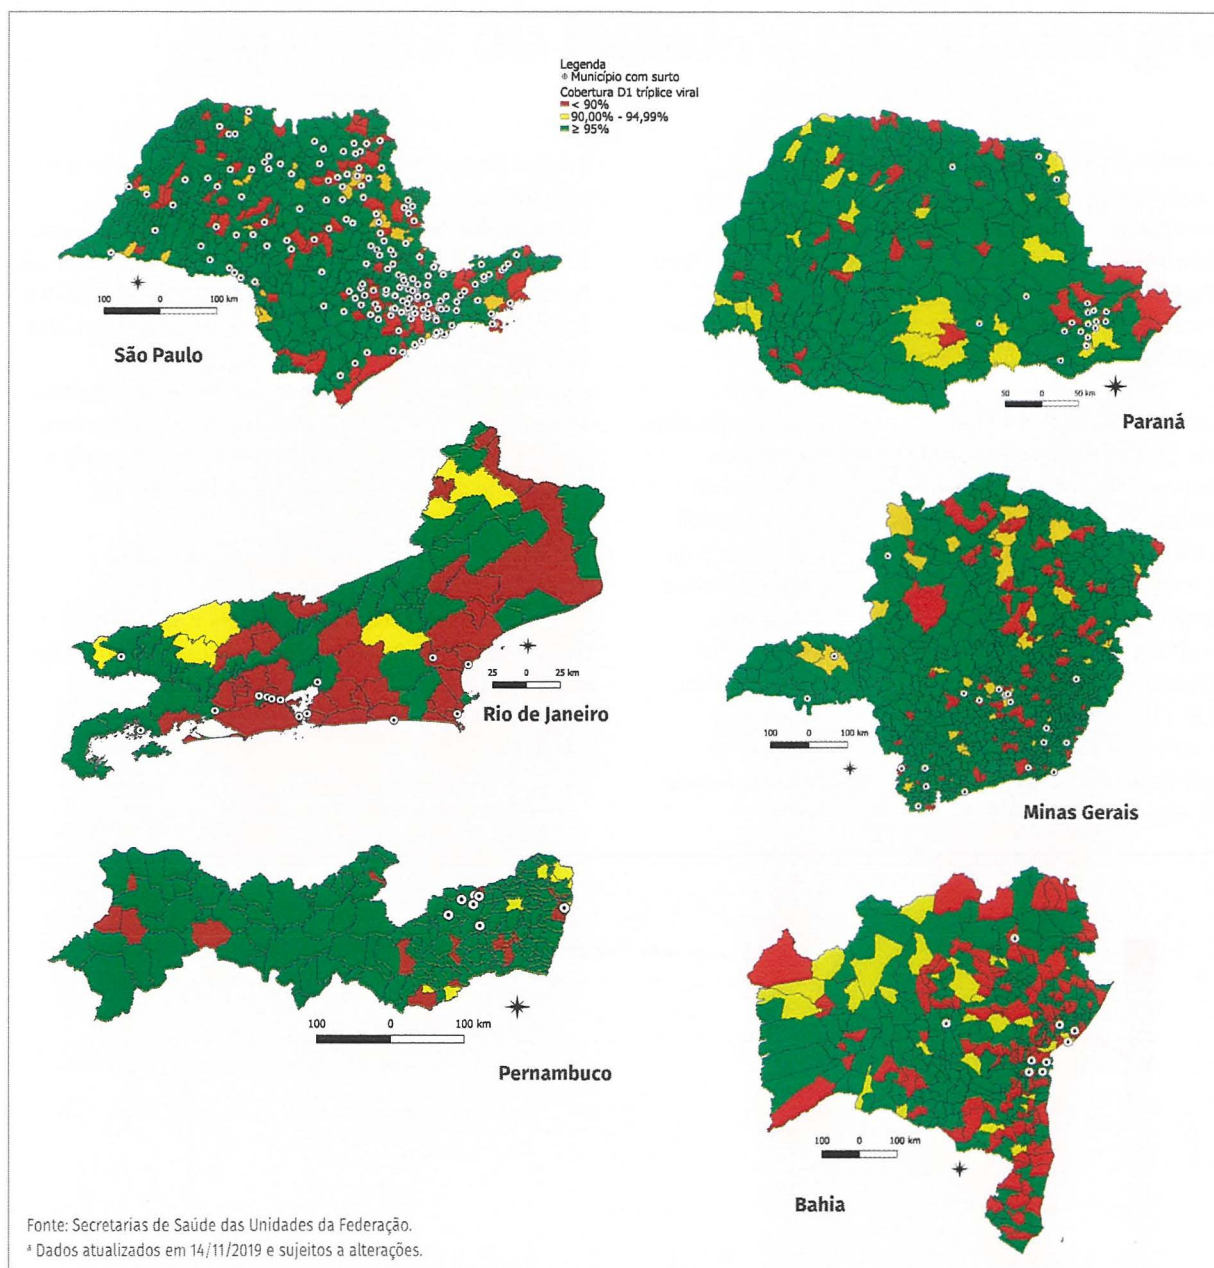 Legenda
Município com surto
Cobertura D1 tríplice viral
< 90%
90,00% - 94,99%
≥ 95%
100 0 100 km
São Paulo
50 0 50 km
Paraná
25 0 25 km
Rio de Janeiro
100 0 100 km
Minas Gerais
100 0 100 km
Pernambuco
100 0 100 km
Bahia
Fonte: Secretarias de Saúde das Unidades da Federação.
ª Dados atualizados em 14/11/2019 e sujeitos a alterações.